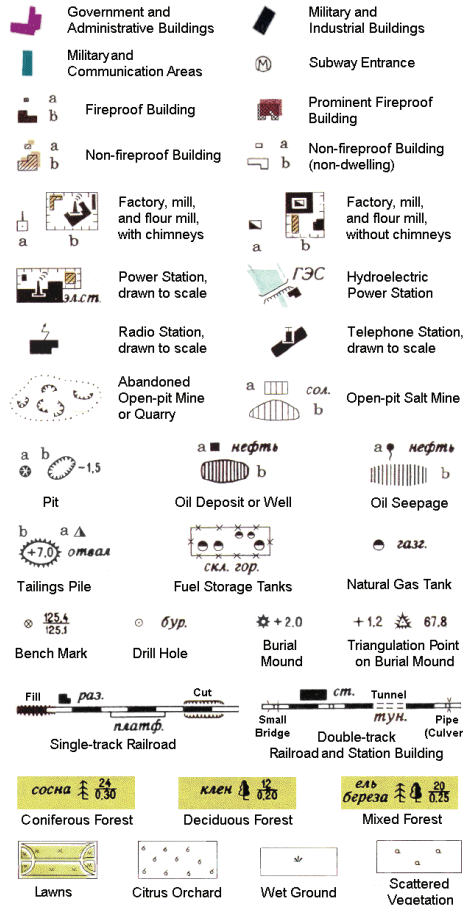 Government and
Administrative Buildings
Military and
Industrial Buildings
Military and
Communication Areas
M
Subway Entrance
a
b
Fireproof Building
Prominent Fireproof
Building
a
b
Non-fireproof Building
a
b
Non-fireproof Building
(non-dwelling)
a
b
Factory, mill,
and flour mill,
with chimneys
a
b
Factory, mill,
and flour mill,
without chimneys
эл.ст.
Power Station,
drawn to scale
ГЭС
Hydroelectric
Power Station
Radio Station,
drawn to scale
Telephone Station,
drawn to scale
Abandoned
Open-pit Mine
or Quarry
a
сол.
b
Open-pit Salt Mine
a b
-1,5
Pit
a нефть
b
Oil Deposit or Well
a нефть
b
Oil Seepage
b a
+7,0 отвал
Tailings Pile
скл. гор.
Fuel Storage Tanks
газг.
Natural Gas Tank
125,4
125.1
Bench Mark
бур.
Drill Hole
+2.0
Burial
Mound
+1,2 67,8
Triangulation Point
on Burial Mound
Fill
раз.
Cut
платф.
Single-track Railroad
ст.
Tunnel
тун.
Small
Bridge
Pipe
(Culver
Double-track
Railroad and Station Building
сосна 24
0,30
Coniferous Forest
клен 12
0,20
Deciduous Forest
ель
береза 20
0.25
Mixed Forest
Lawns
Citrus Orchard
Wet Ground
Scattered
Vegetation